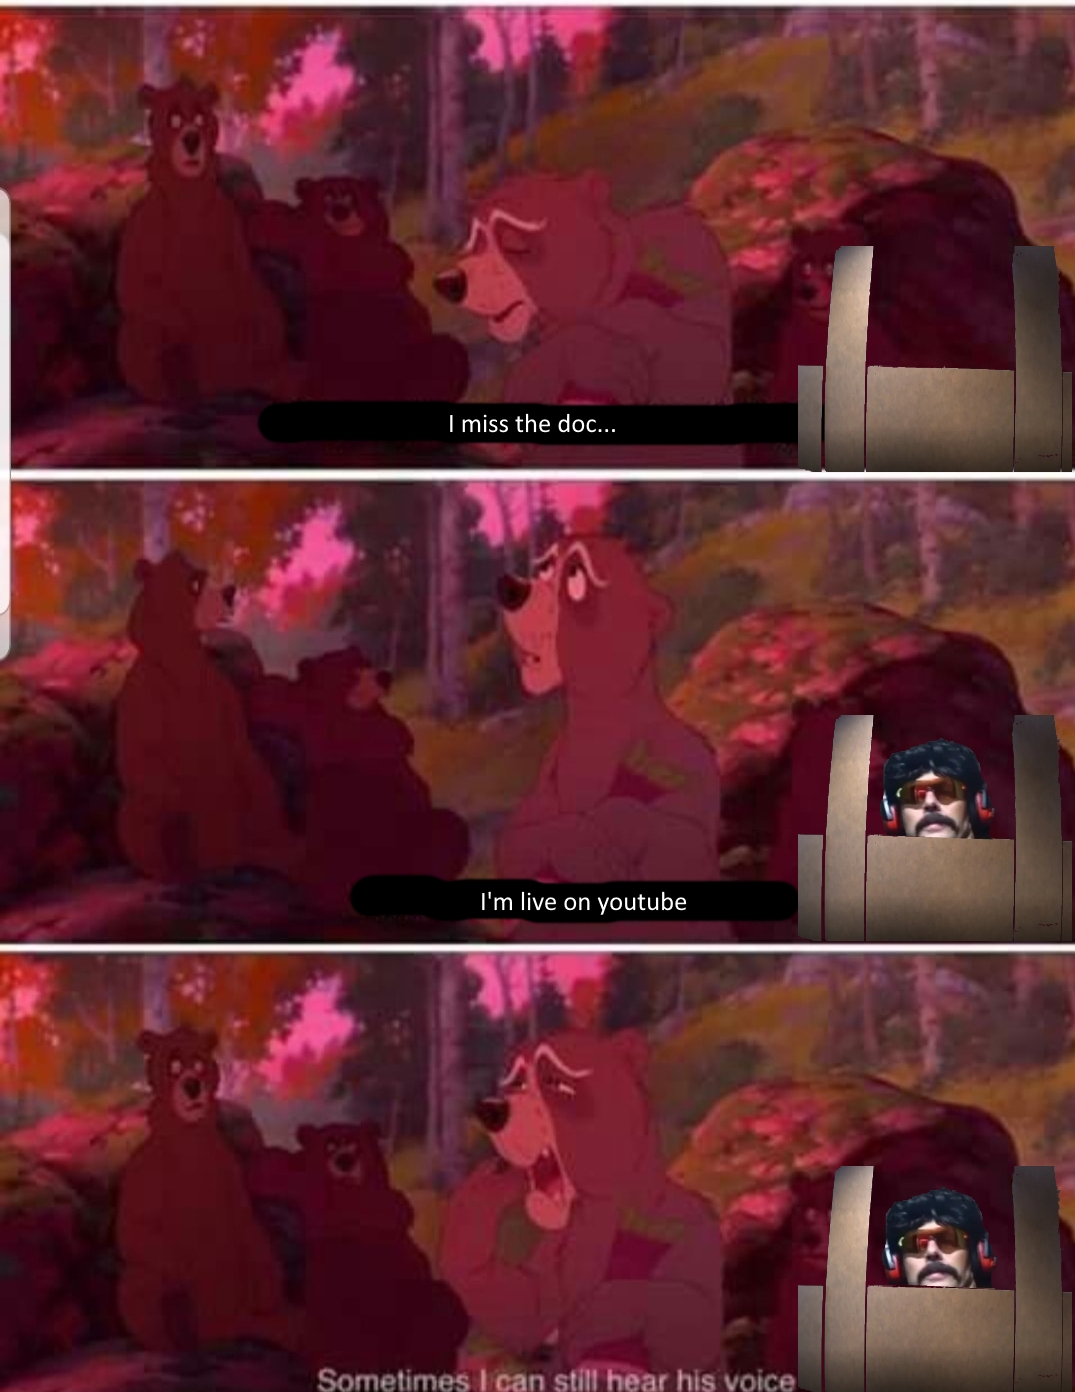 I miss the doc...
I'm live on youtube
Sometimes I can still hear his voice